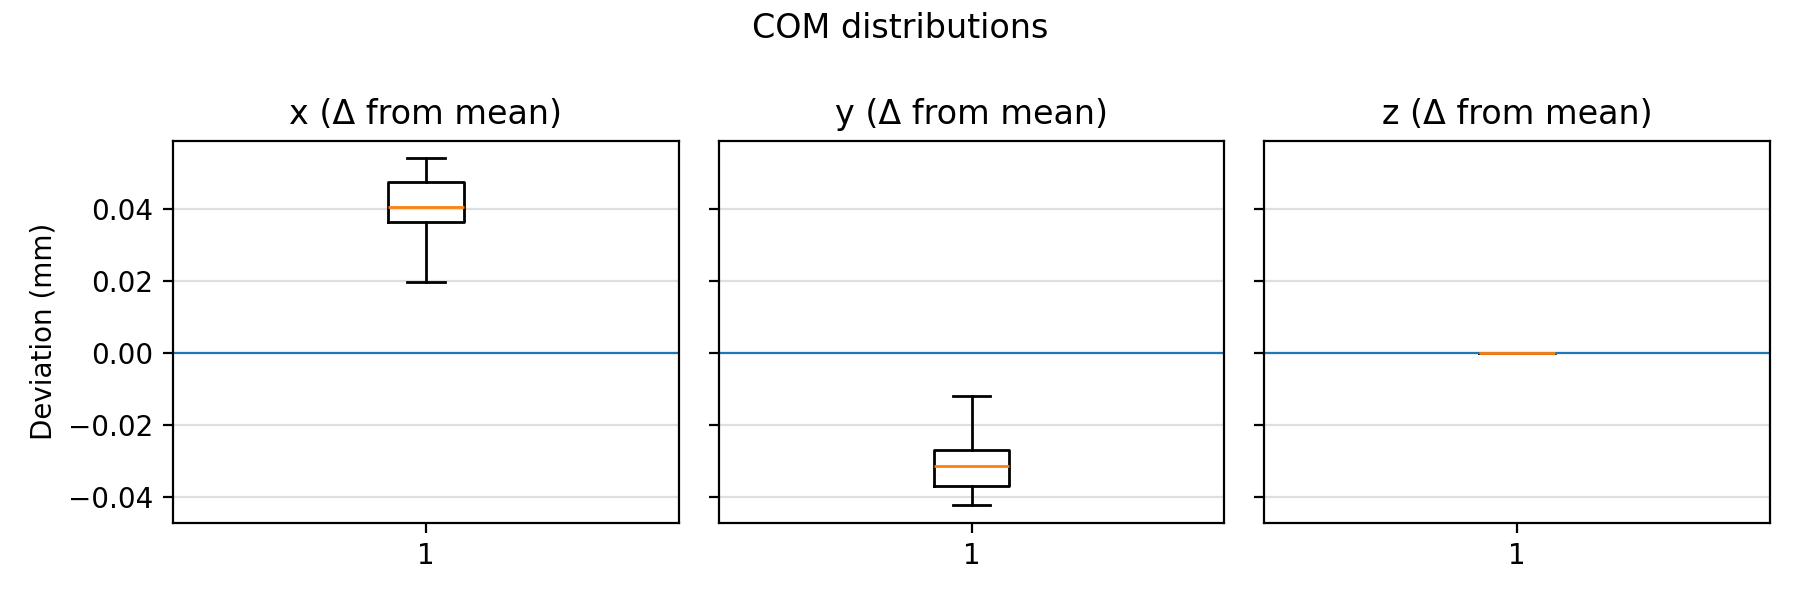 COM distributions
x (Δ from mean)
y (Δ from mean)
z (Δ from mean)
Deviation (mm)
0.04
0.02
0.00
−0.02
−0.04
1
1
1